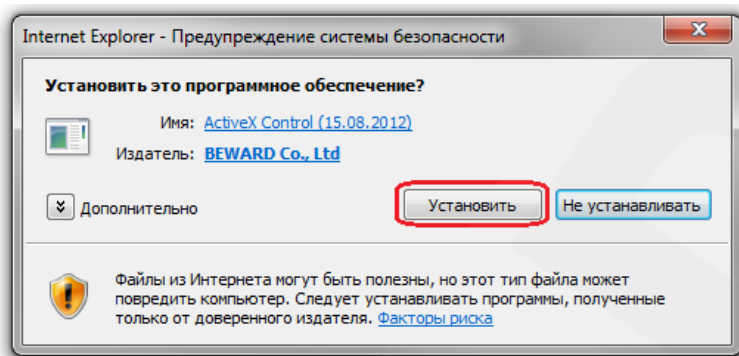 Internet Explorer - Предупреждение системы безопасности
Установить это программное обеспечение?
Имя: ActiveX Control (15.08.2012)
Издатель: BEWARD Co., Ltd
Дополнительно
Установить
Не устанавливать
Файлы из Интернета могут быть полезны, но этот тип файла может
повредить компьютер. Следует устанавливать программы, полученные
только от доверенного издателя. Факторы риска